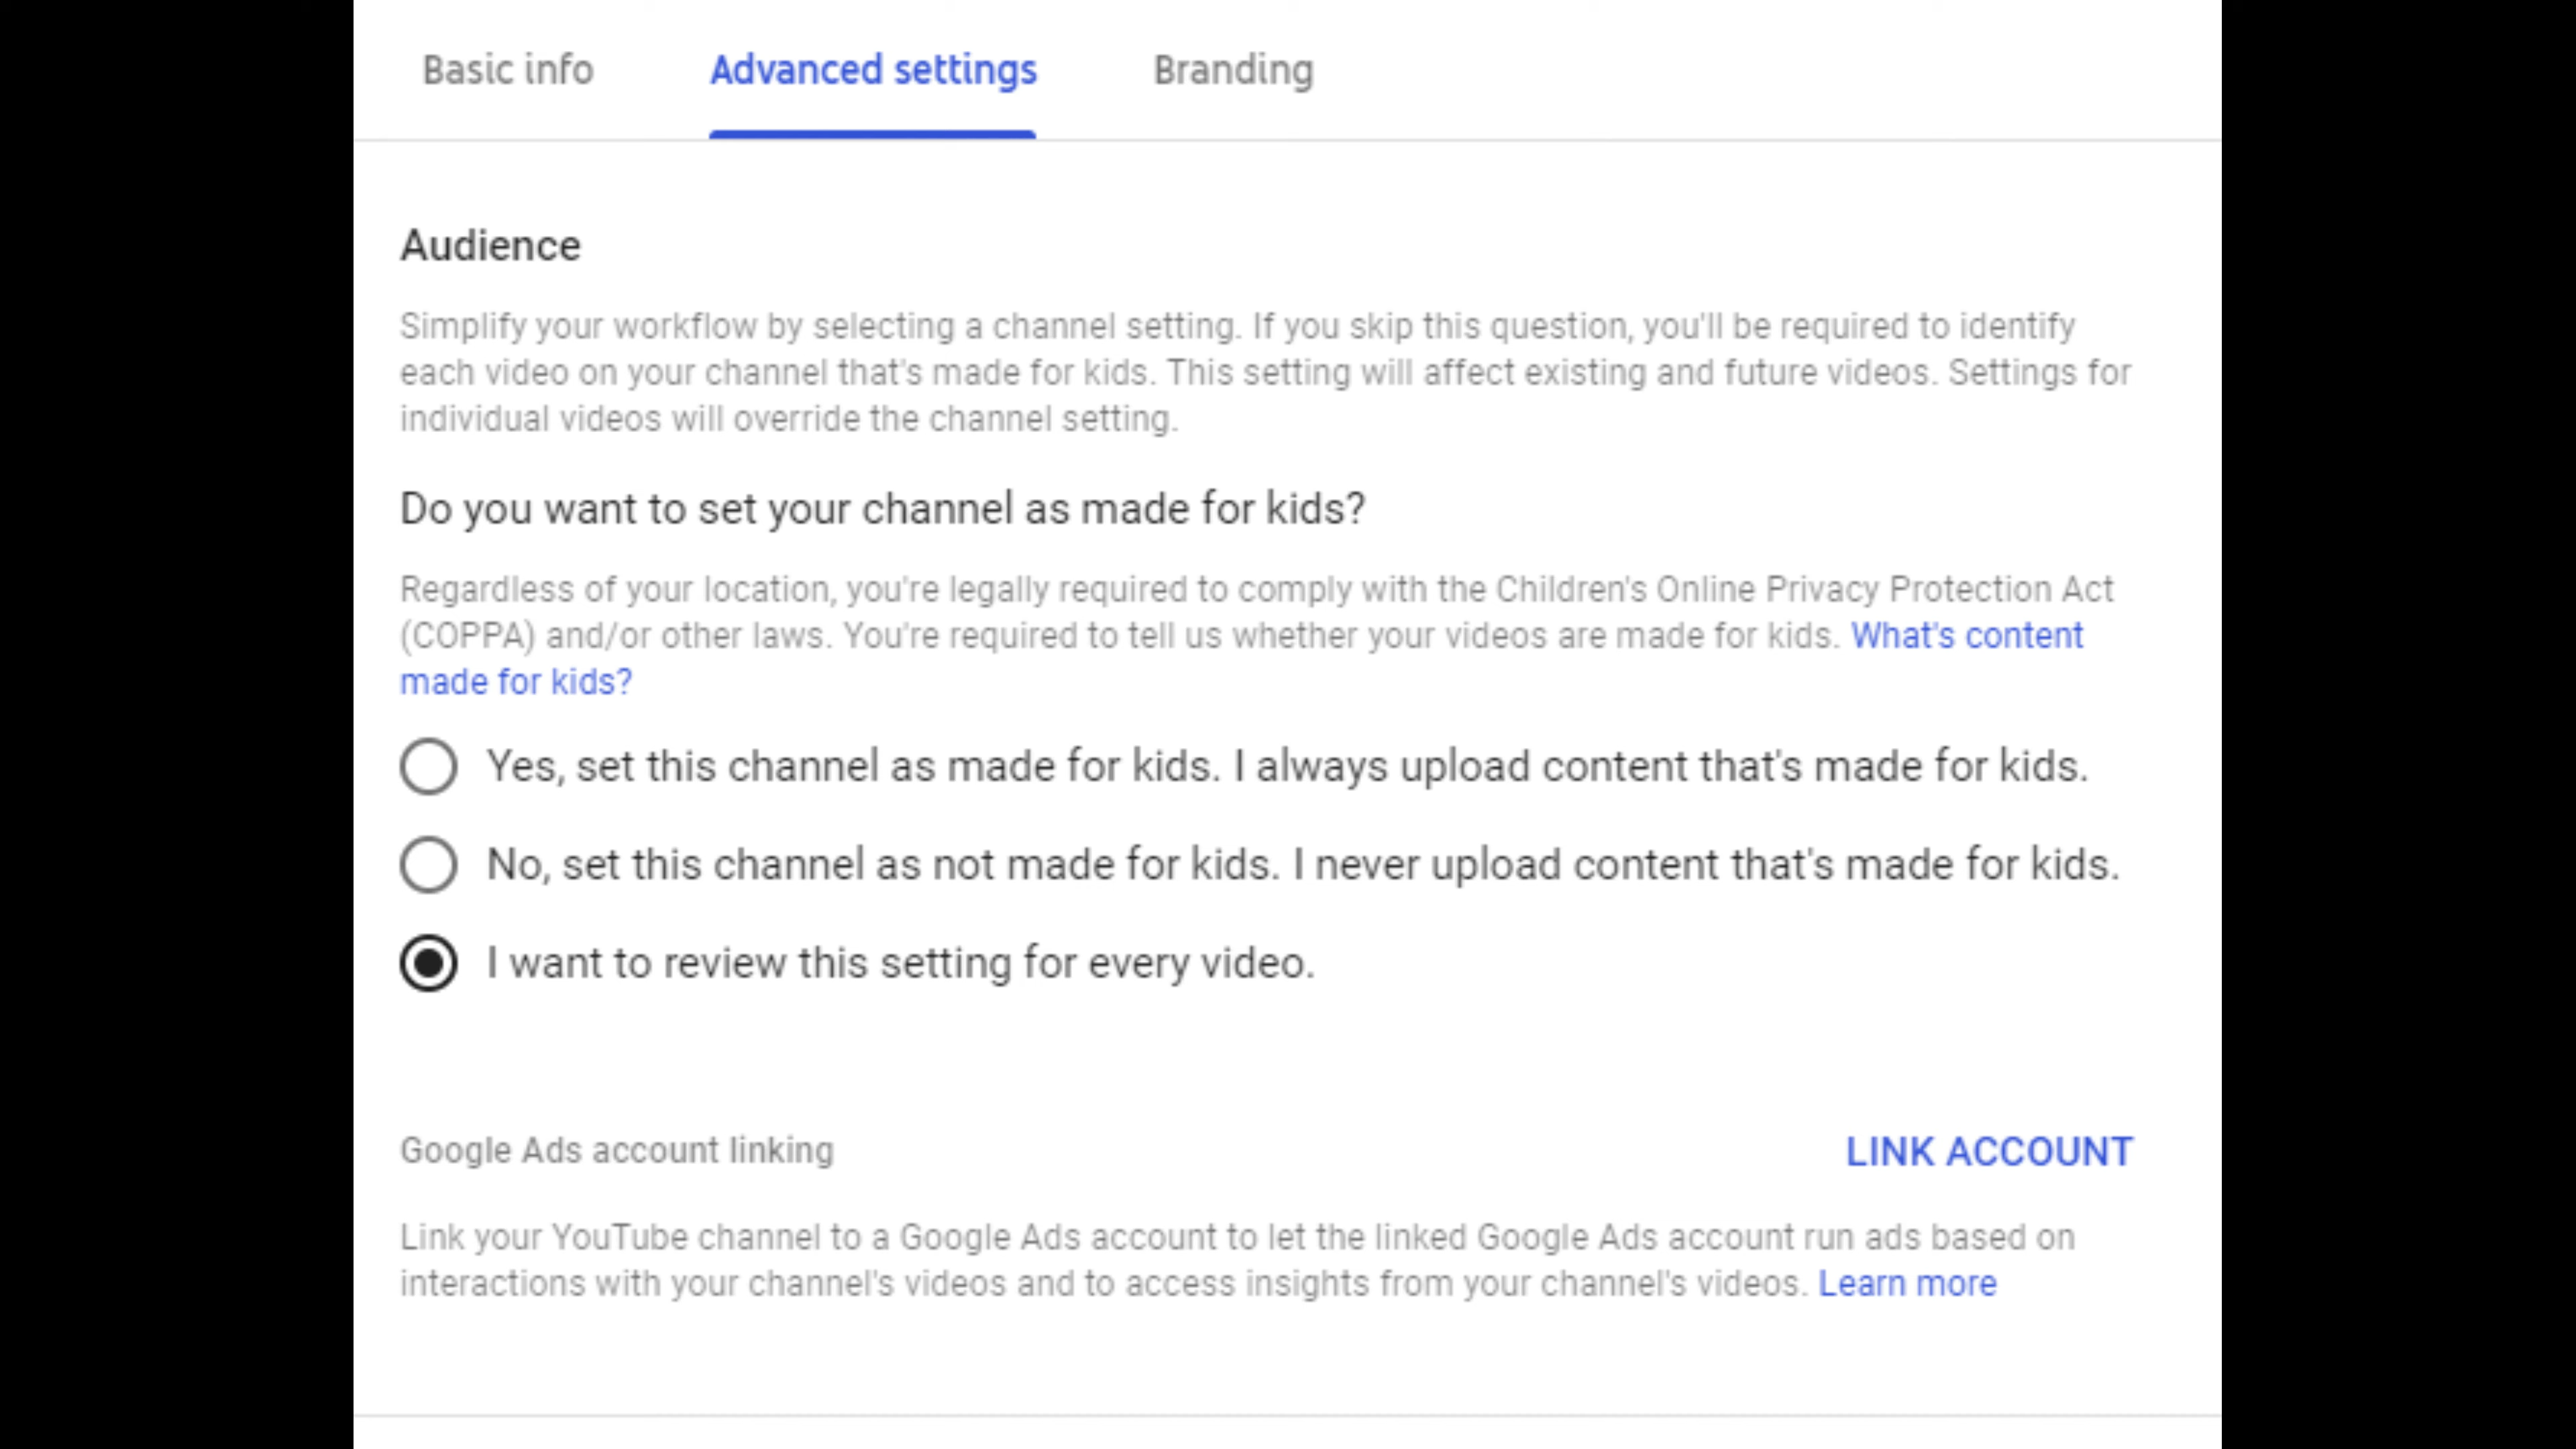 Basic info Advanced settings Branding
Audience
Simplify your workflow by selecting a channel setting. If you skip this question, you'll be required to identify
each video on your channel that's made for kids. This setting will affect existing and future videos. Settings for
individual videos will override the channel setting.
Do you want to set your channel as made for kids?
Regardless of your location, you're legally required to comply with the Children's Online Privacy Protection Act
(COPPA) and/or other laws. You're required to tell us whether your videos are made for kids. What's content
made for kids?
Yes, set this channel as made for kids. I always upload content that's made for kids.
No, set this channel as not made for kids. I never upload content that's made for kids.
I want to review this setting for every video.
Google Ads account linking LINK ACCOUNT
Link your YouTube channel to a Google Ads account to let the linked Google Ads account run ads based on
interactions with your channel's videos and to access insights from your channel's videos. Learn more